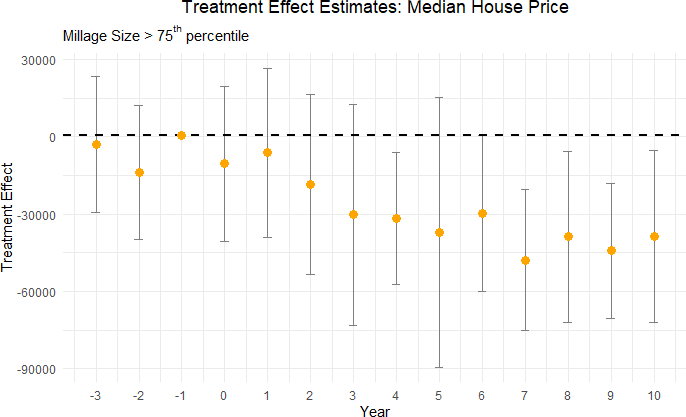 Treatment Effect Estimates: Median House Price
Millage Size > 75th percentile
30000
0
-30000
-60000
-90000
Treatment Effect
-3 -2 -1 0 1 2 3 4 5 6 7 8 9 10
Year